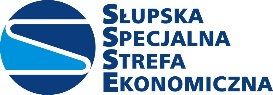 SŁUPSKA
SPECJALNA
STREFA
EKONOMICZNA